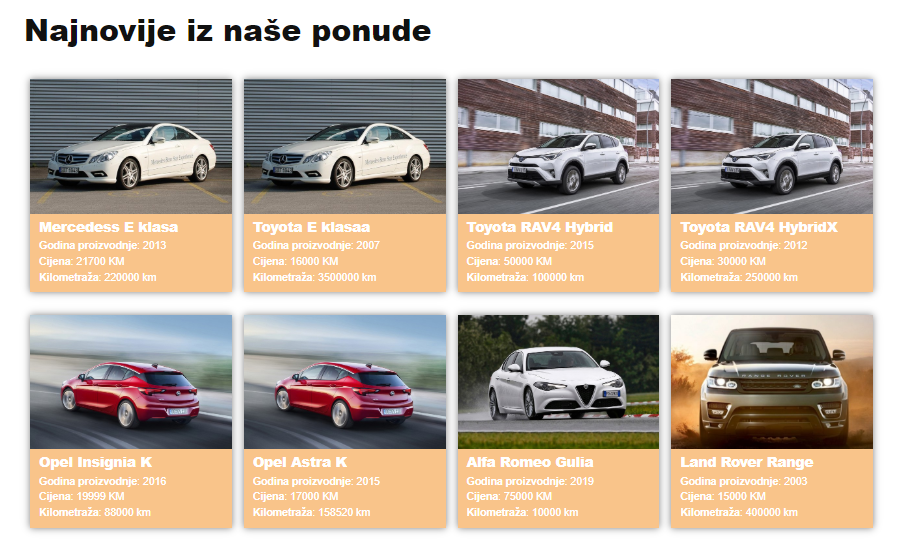 Najnovije iz naše ponude
Mercedess E klasa
Godina proizvodnje: 2013
Cijena: 21700 KM
Kilometraža: 220000 km
Toyota E klasaa
Godina proizvodnje: 2007
Cijena: 16000 KM
Kilometraža: 3500000 km
Toyota RAV4 Hybrid
Godina proizvodnje: 2015
Cijena: 50000 KM
Kilometraža: 100000 km
Toyota RAV4 HybridX
Godina proizvodnje: 2012
Cijena: 30000 KM
Kilometraža: 250000 km
Opel Insignia K
Godina proizvodnje: 2016
Cijena: 19999 KM
Kilometraža: 88000 km
Opel Astra K
Godina proizvodnje: 2015
Cijena: 17000 KM
Kilometraža: 158520 km
Alfa Romeo Gulia
Godina proizvodnje: 2019
Cijena: 75000 KM
Kilometraža: 10000 km
RANGE ROVER
Land Rover Range
Godina proizvodnje: 2003
Cijena: 15000 KM
Kilometraža: 400000 km